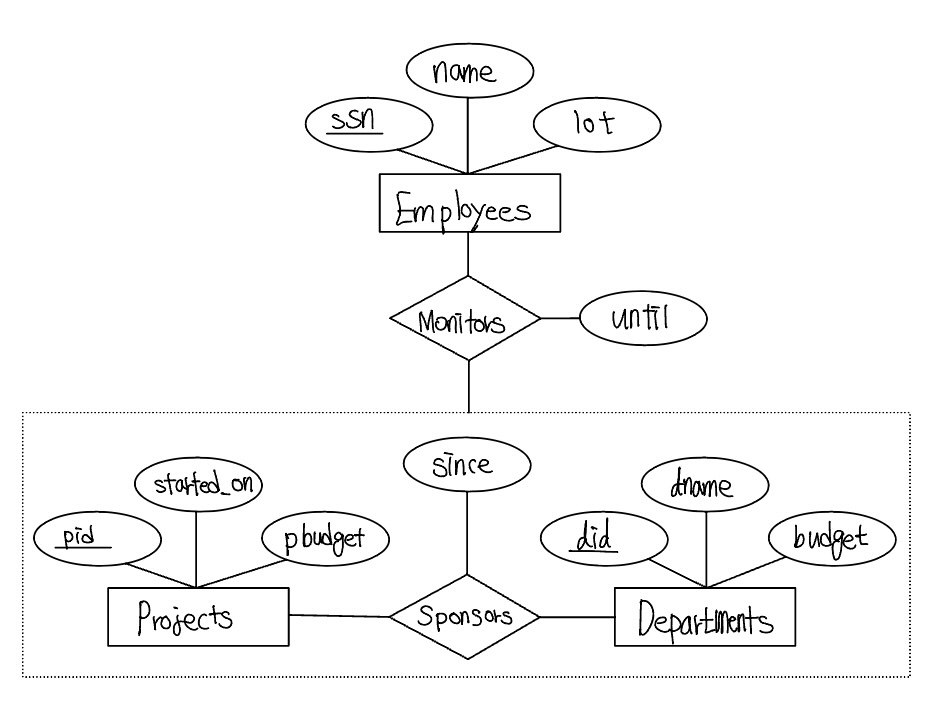 name
ssn
lot
Employees
Monitors
until
since
started_on
dname
pid
pbudget
did
budget
Projects
Sponsors
Departments